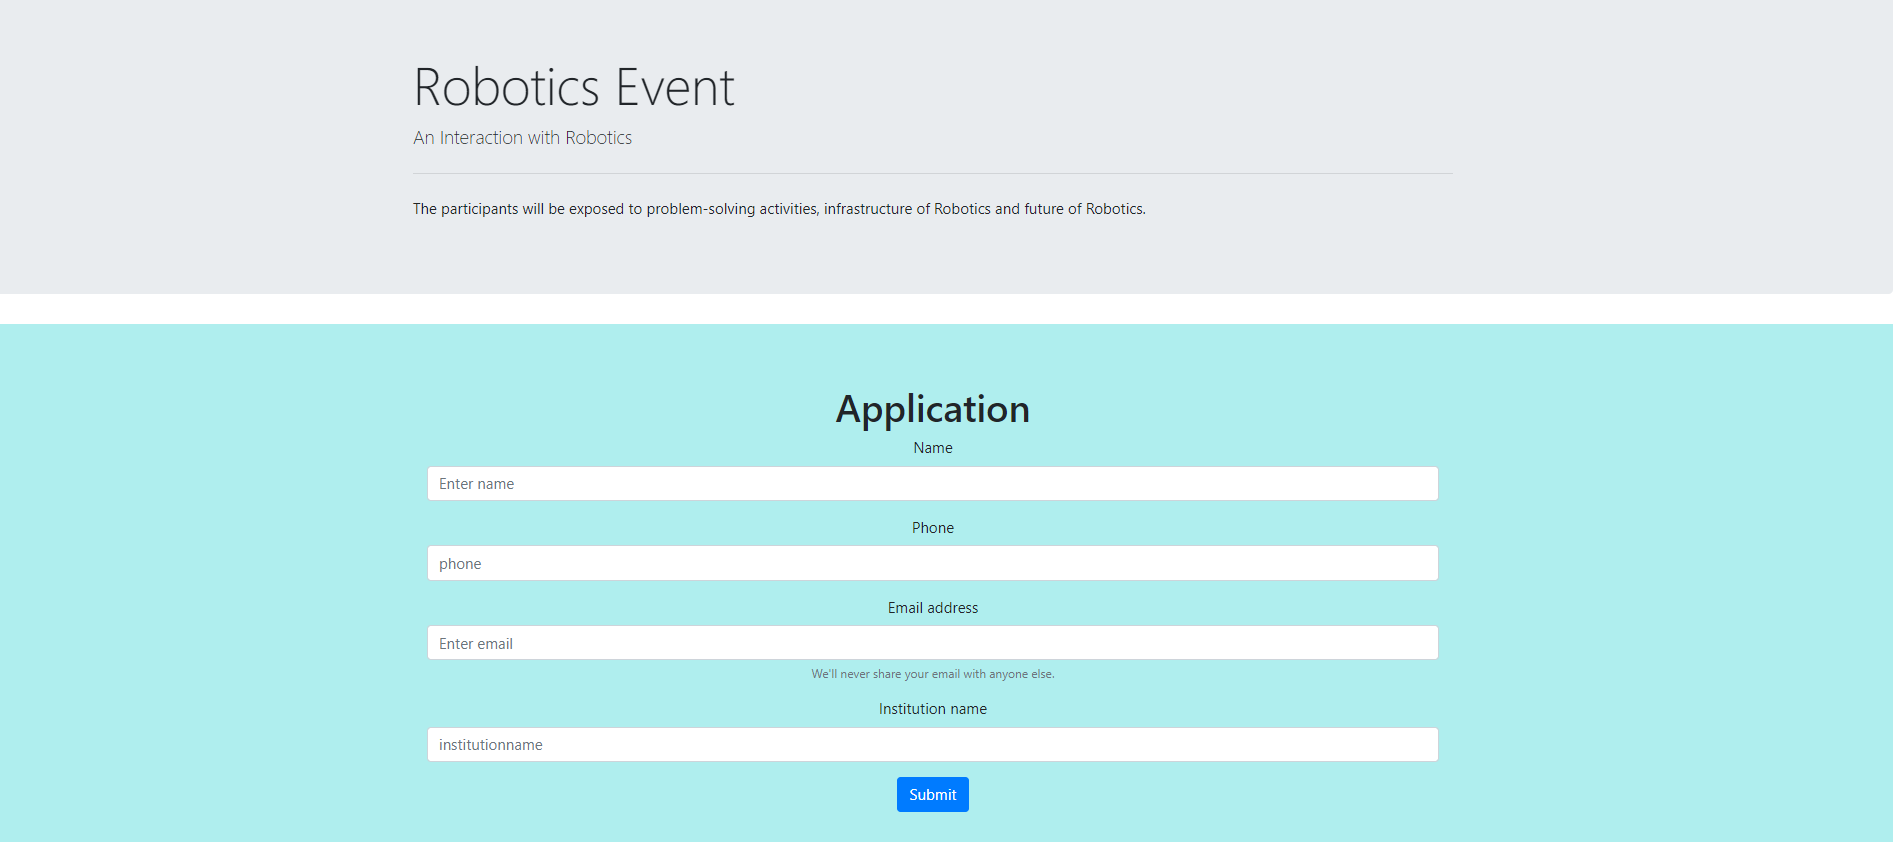 Robotics Event
An Interaction with Robotics
The participants will be exposed to problem-solving activities, infrastructure of Robotics and future of Robotics.
Application
Name
Enter name
Phone
phone
Email address
Enter email
We'll never share your email with anyone else.
Institution name
institutionname
Submit